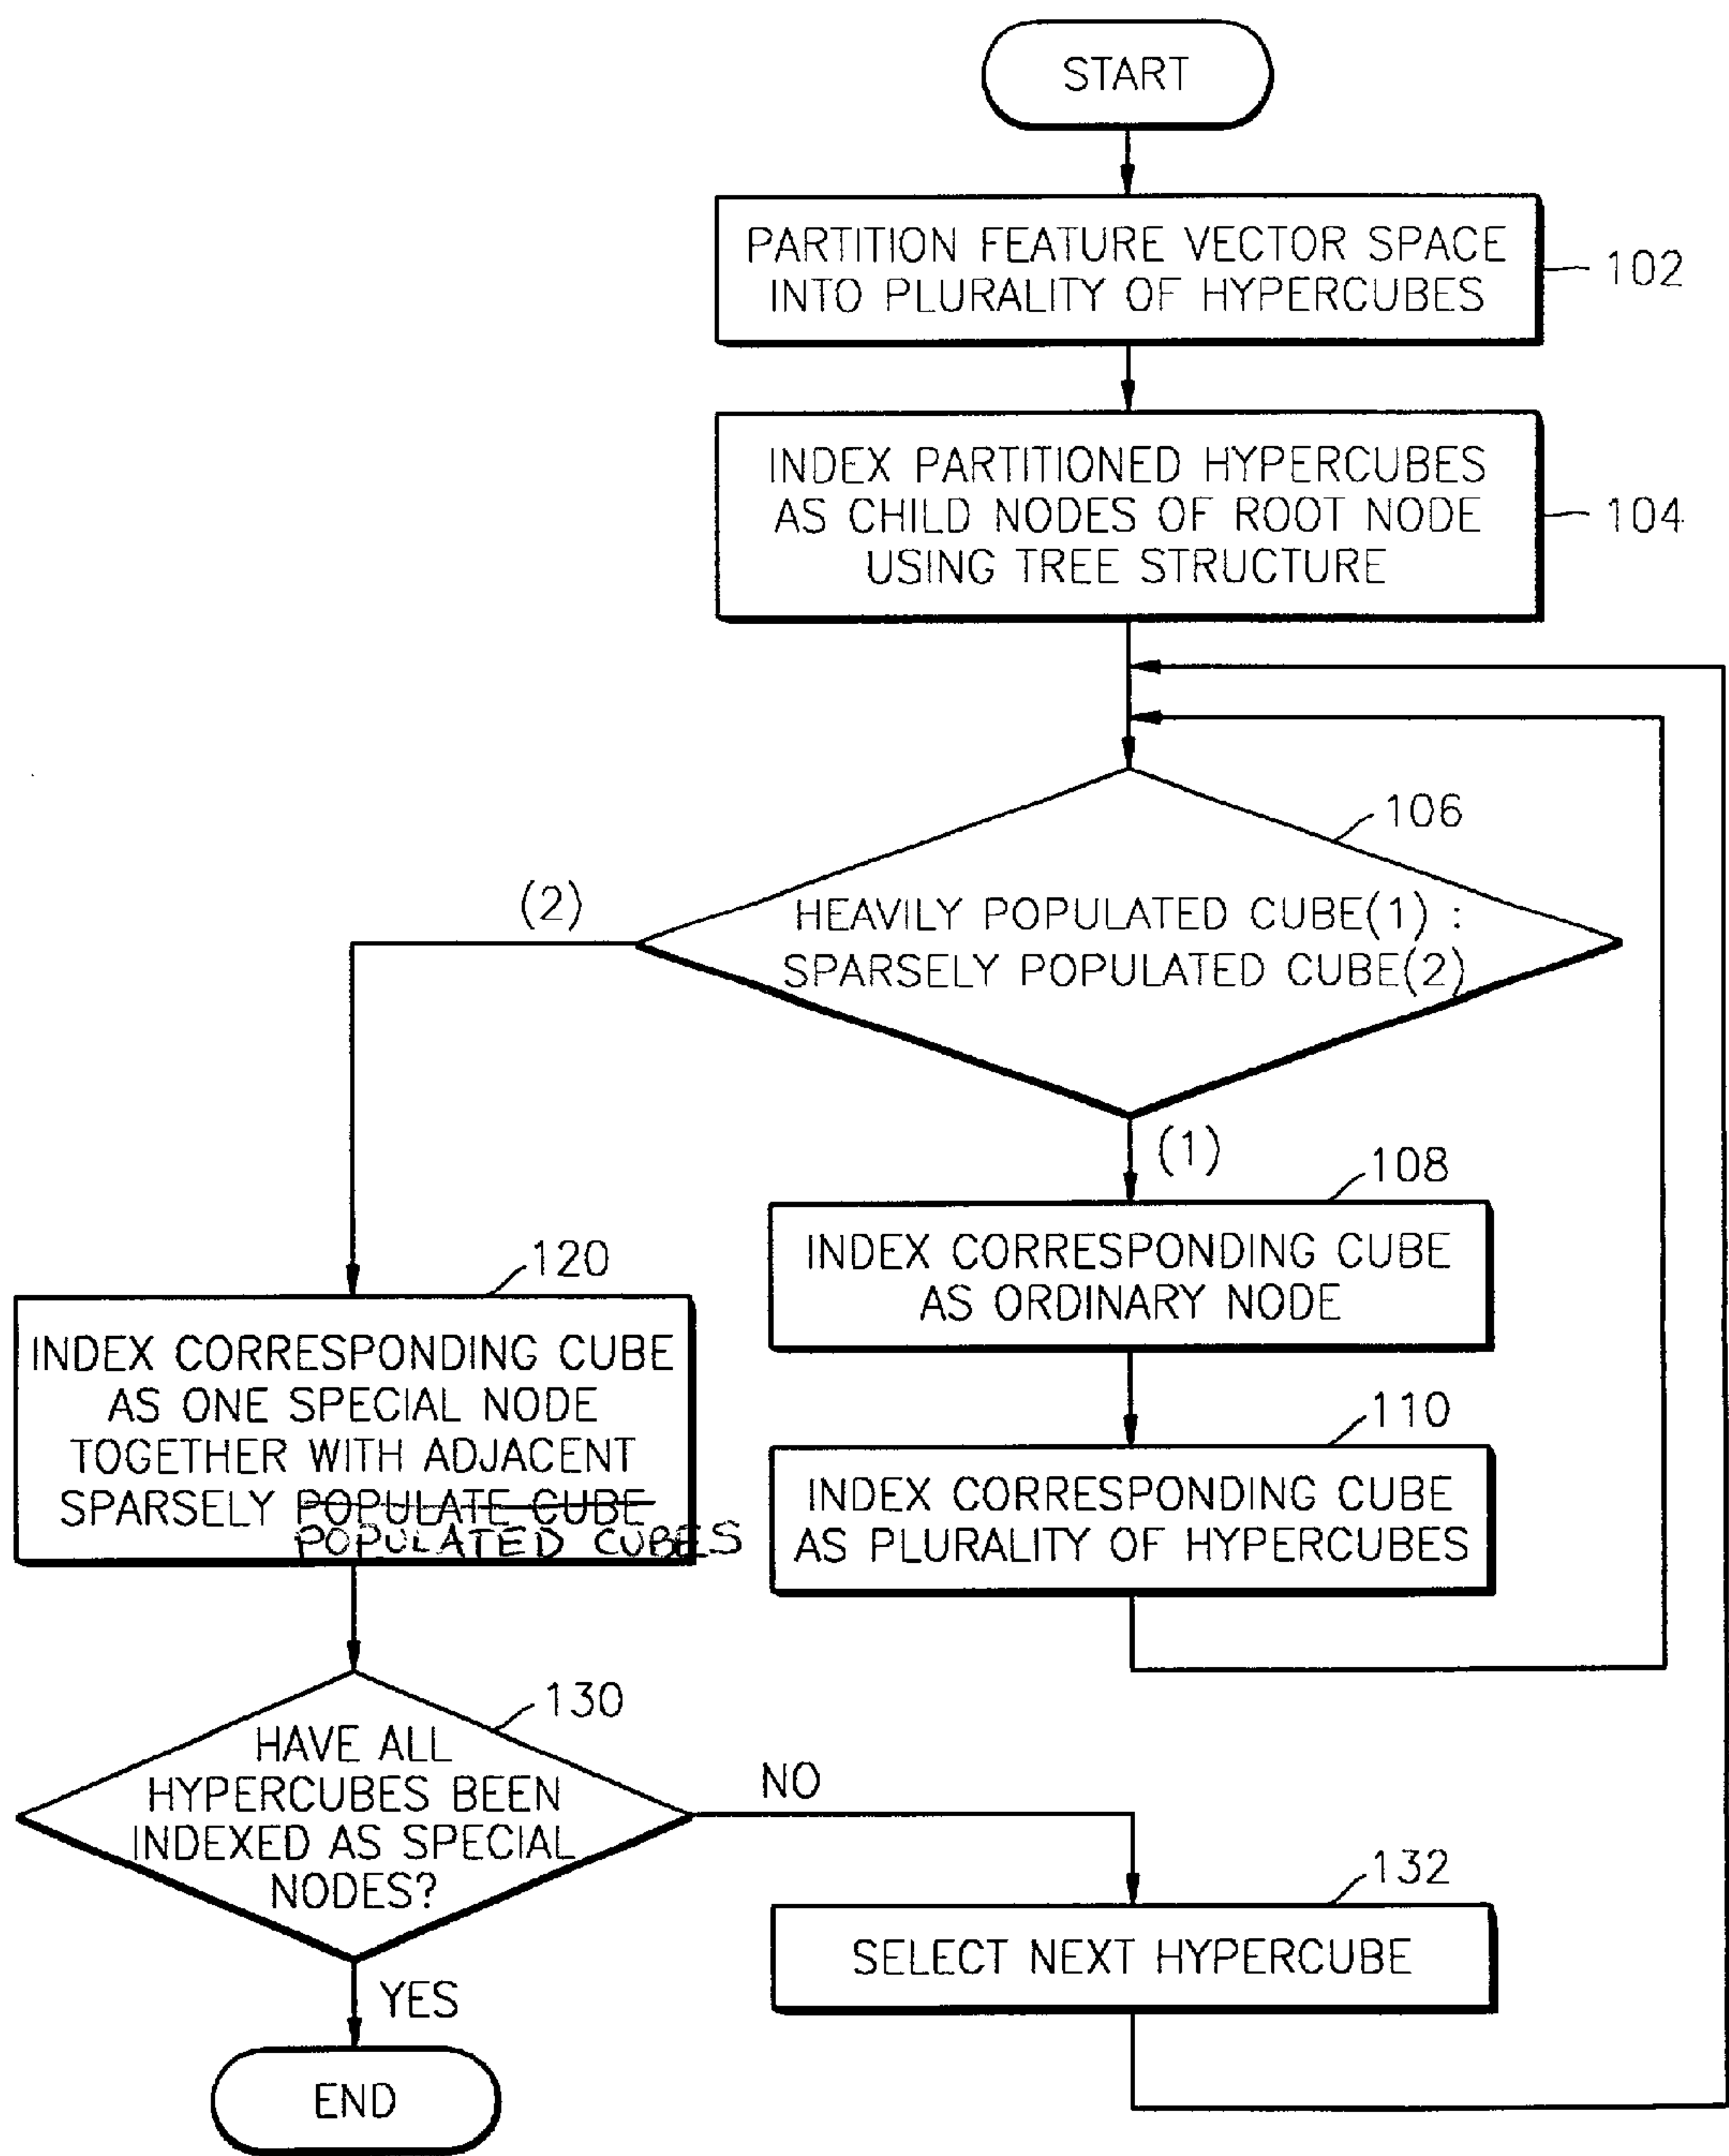 START
PARTITION FEATURE VECTOR SPACE
INTO PLURALITY OF HYPERCUBES
102
INDEX PARTITIONED HYPERCUBES
AS CHILD NODES OF ROOT NODE
USING TREE STRUCTURE
104
106
(2)
HEAVILY POPULATED CUBE(1) :
SPARSELY POPULATED CUBE(2)
(1)
108
INDEX CORRESPONDING CUBE
AS ORDINARY NODE
120
INDEX CORRESPONDING CUBE
AS ONE SPECIAL NODE
TOGETHER WITH ADJACENT
SPARSELY POPULATE CUBE
POPULATED CUBES
110
INDEX CORRESPONDING CUBE
AS PLURALITY OF HYPERCUBES
130
HAVE ALL
HYPERCUBES BEEN
INDEXED AS SPECIAL
NODES?
NO
132
SELECT NEXT HYPERCUBE
YES
END